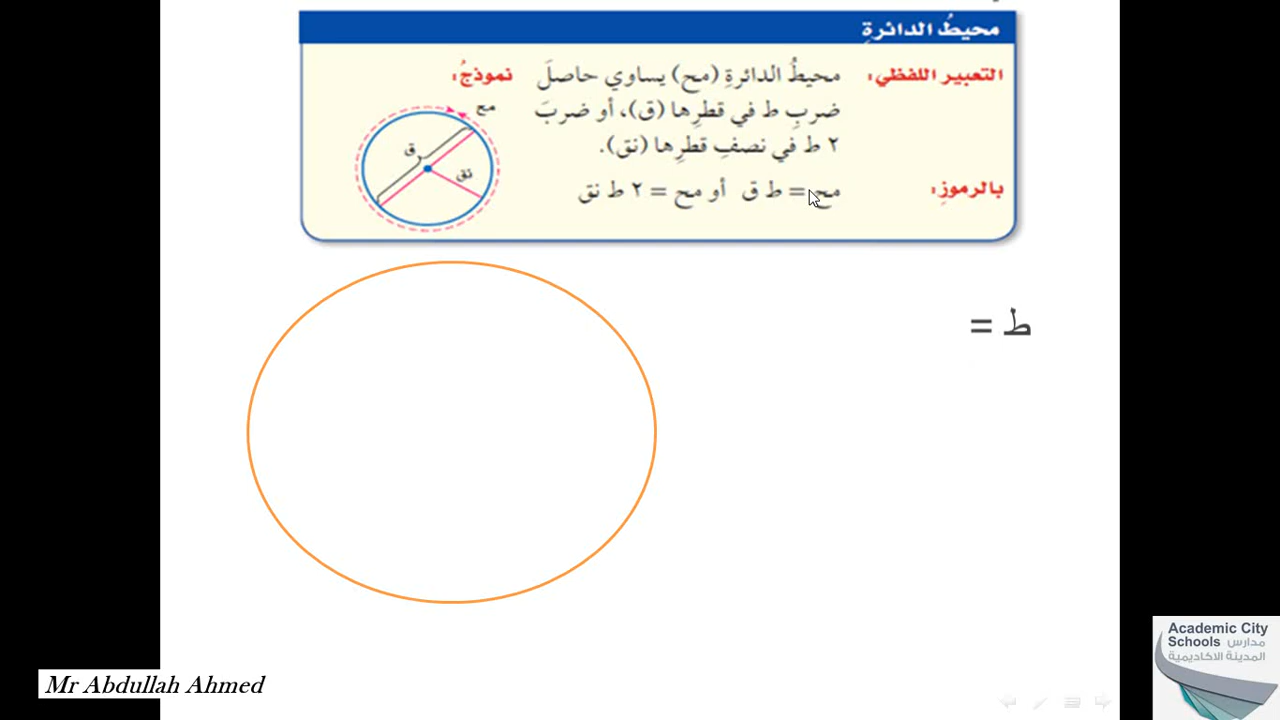 محيطُ الدائرةِ
التعبير اللفظي: محيطُ الدائرةِ (مح) يساوي حاصلَ
ضربِ ط في قطرِها (ق)، أو ضربَ
٢ ط في نصفِ قطرِها (نق).
بالرموزِ: مح = ط ق أو مح = ٢ ط نق
نموذجُ:
مح
ق
نق
ط =
Mr Abdullah Ahmed
Academic City
Schools مدارس
المدينة الاكاديمية